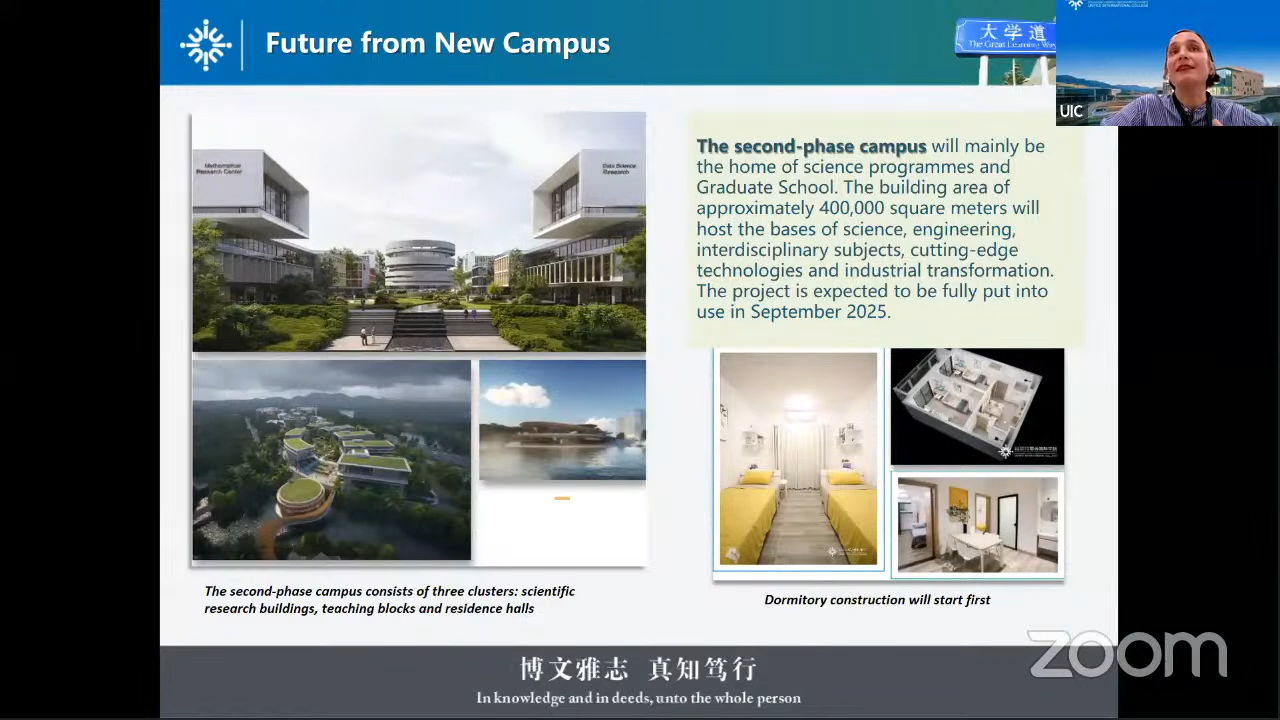 Future from New Campus
大学道
The Great Learning Way
UNITED INTERNATIONAL COLLEGE
UIC
Mathematical
Research Center
Data Science
Research
The second-phase campus will mainly be
the home of science programmes and
Graduate School. The building area of
approximately 400,000 square meters will
host the bases of science, engineering,
interdisciplinary subjects, cutting-edge
technologies and industrial transformation.
The project is expected to be fully put into
use in September 2025.
The second-phase campus consists of three clusters: scientific
research buildings, teaching blocks and residence halls
Dormitory construction will start first
zoom
博文雅志 真知笃行
In knowledge and in deeds, unto the whole person